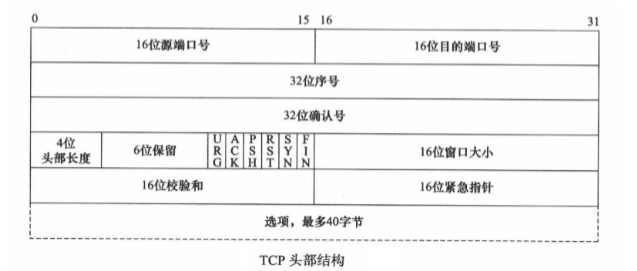 0 15 16 31
16位源端口号 16位目的端口号
32位序号
32位确认号
4位
头部长度
6位保留
URG
ACK
PSH
RST
SYN
FIN
16位窗口大小
16位校验和 16位紧急指针
选项，最多40字节
TCP 头部结构